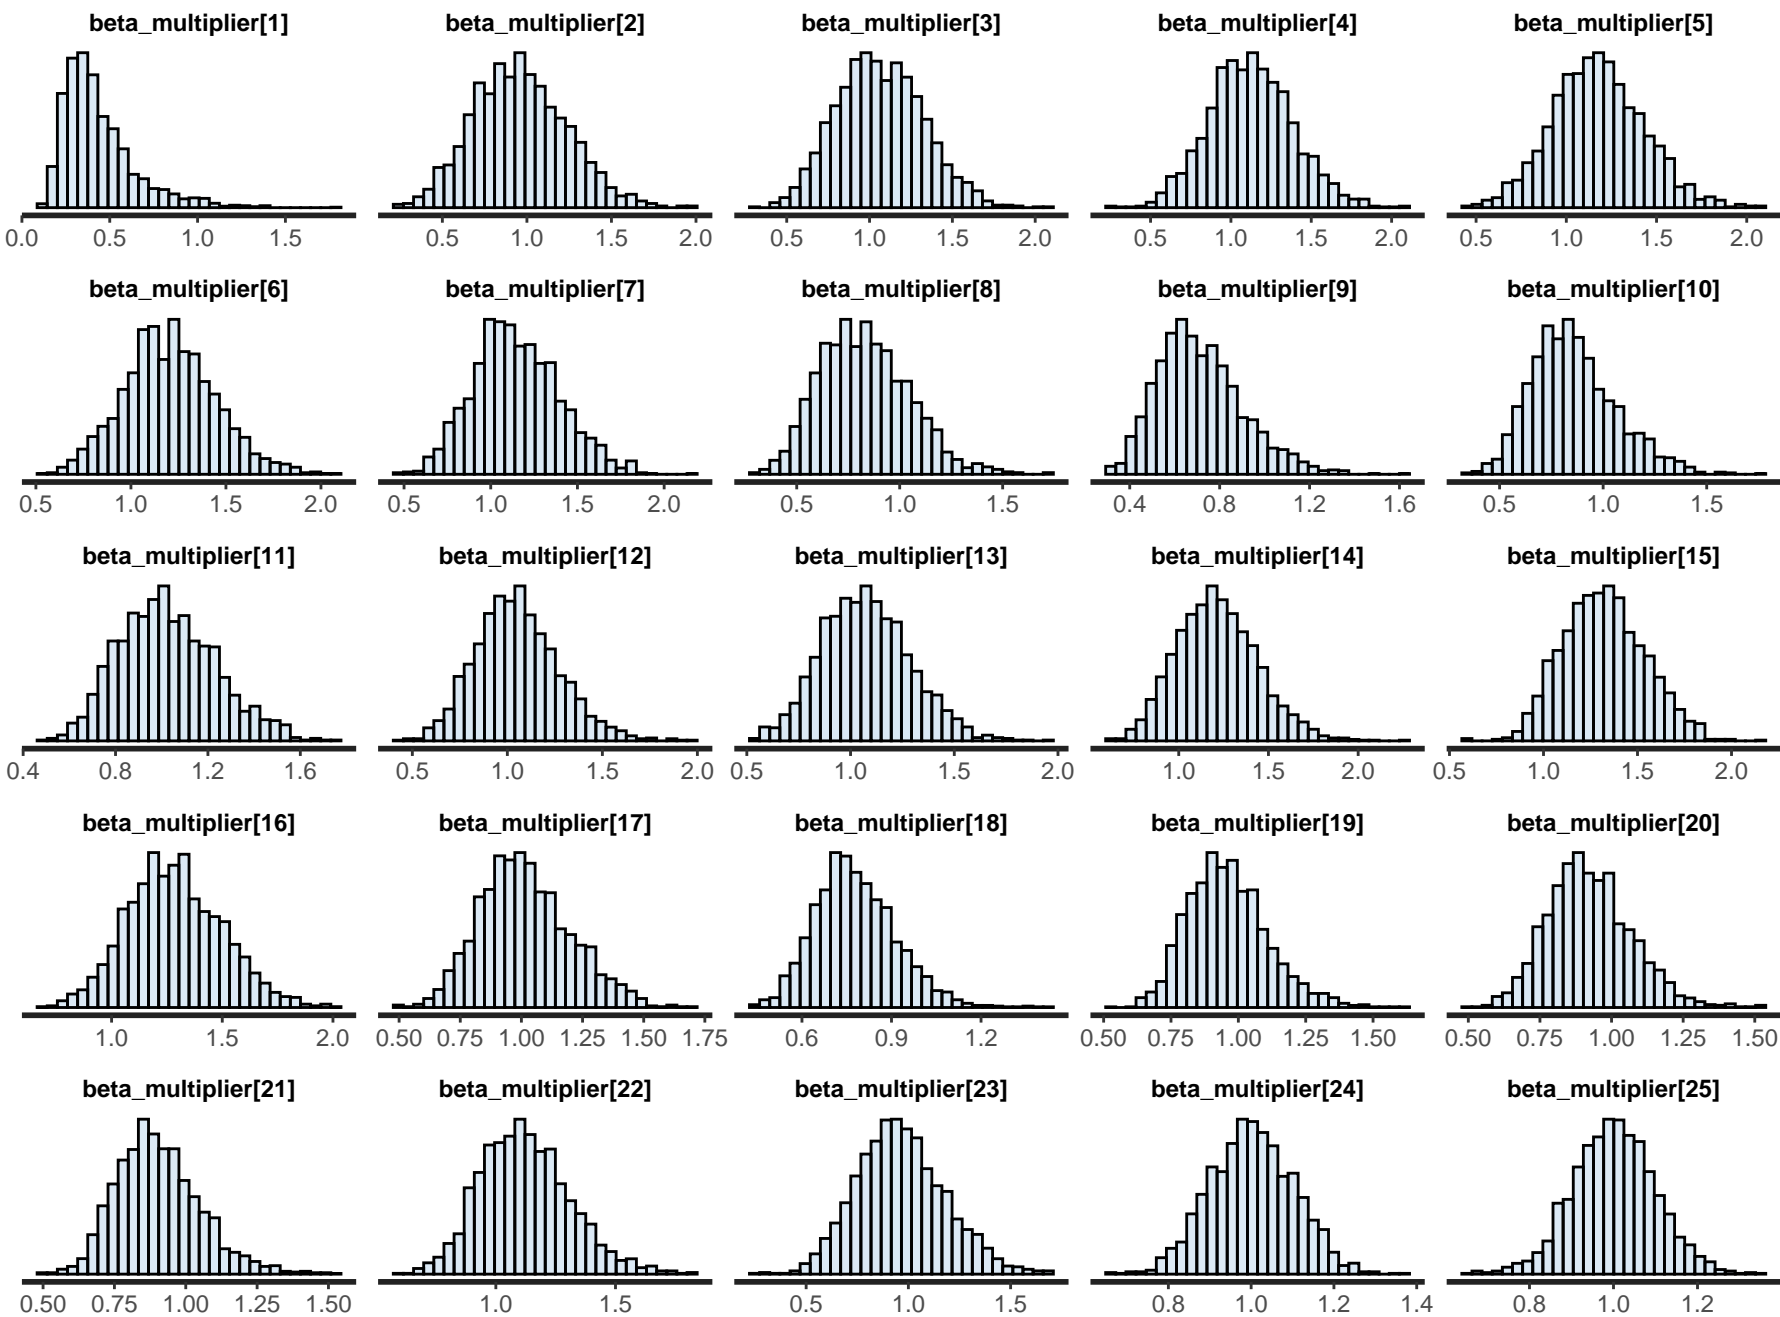 beta_multiplier[1] beta_multiplier[2] beta_multiplier[3] beta_multiplier[4] beta_multiplier[5]
0.0 0.5 1.0 1.5 0.5 1.0 1.5 2.0 0.5 1.0 1.5 2.0 0.5 1.0 1.5 2.0 0.5 1.0 1.5 2.0
beta_multiplier[6] beta_multiplier[7] beta_multiplier[8] beta_multiplier[9] beta_multiplier[10]
0.5 1.0 1.5 2.0 0.5 1.0 1.5 2.0 0.5 1.0 1.5 0.4 0.8 1.2 1.6 0.5 1.0 1.5
beta_multiplier[11] beta_multiplier[12] beta_multiplier[13] beta_multiplier[14] beta_multiplier[15]
0.4 0.8 1.2 1.6 0.5 1.0 1.5 2.0 0.5 1.0 1.5 2.0 1.0 1.5 2.0 0.5 1.0 1.5 2.0
beta_multiplier[16] beta_multiplier[17] beta_multiplier[18] beta_multiplier[19] beta_multiplier[20]
1.0 1.5 2.0 0.50 0.75 1.00 1.25 1.50 1.75 0.6 0.9 1.2 0.50 0.75 1.00 1.25 1.50 0.50 0.75 1.00 1.25 1.50
beta_multiplier[21] beta_multiplier[22] beta_multiplier[23] beta_multiplier[24] beta_multiplier[25]
0.50 0.75 1.00 1.25 1.50 1.0 1.5 0.5 1.0 1.5 0.8 1.0 1.2 1.4 0.8 1.0 1.2